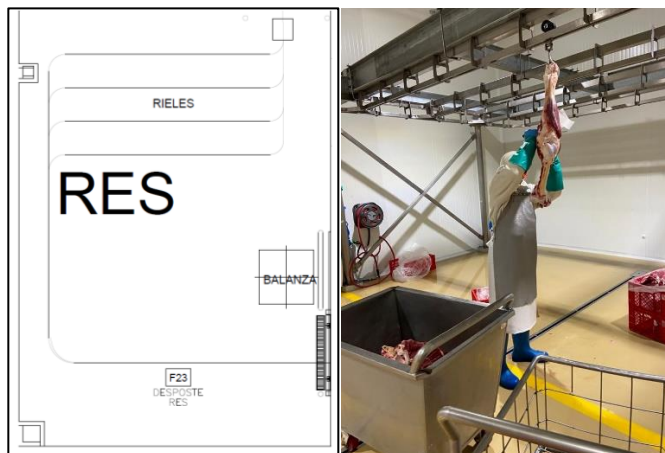 RIELES
RES
BALANZA
F23
DESPOSTE
RES